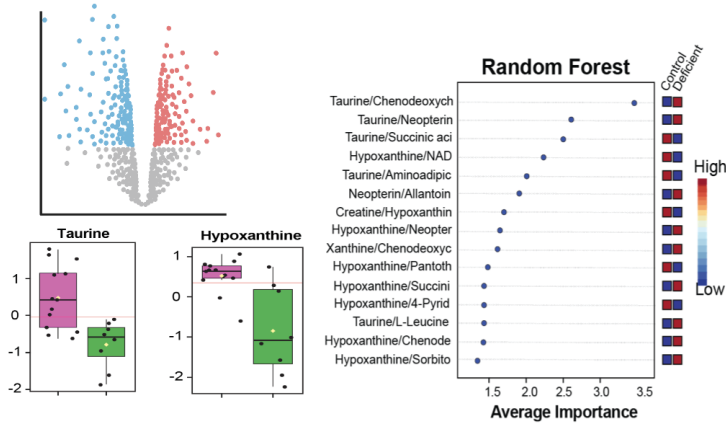 Taurine
1
0
-1
-2
Hypoxanthine
1
0
-1
-2
Random Forest
Control
Deficient
Taurine/Chenodeoxych
Taurine/Neopterin
Taurine/Succinic aci
Hypoxanthine/NAD
Taurine/Aminoadipic
Neopterin/Allantoin
Creatine/Hypoxanthin
Hypoxanthine/Neopter
Xanthine/Chenodeoxyc
Hypoxanthine/Pantoth
Hypoxanthine/Succini
Hypoxanthine/4-Pyrid
Taurine/L-Leucine
Hypoxanthine/Chenode
Hypoxanthine/Sorbito
1.5 2.0 2.5 3.0 3.5
Average Importance
High
Low